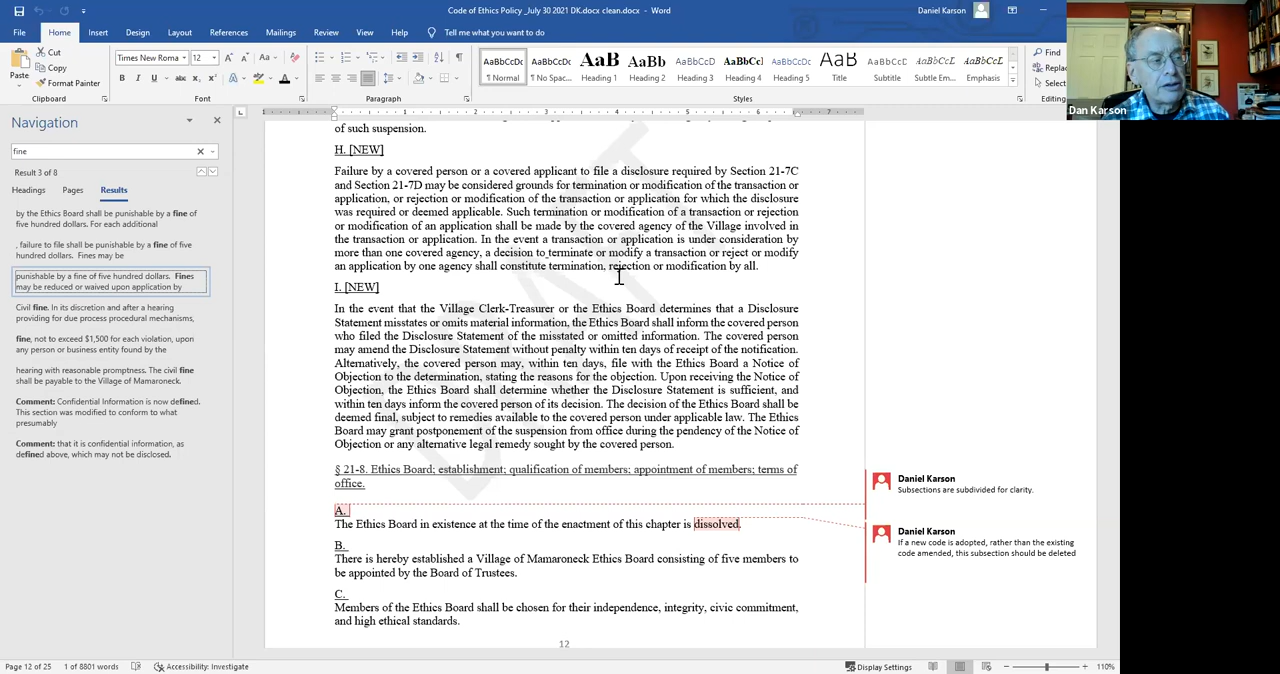 Code of Ethics Policy _July 30 2021 DK.docx clean.docx - Word
Daniel Karson
File
Home
Insert
Design
Layout
References
Mailings
Review
View
Help
Tell me what you want to do
Paste
Cut
Copy
Format Painter
Clipboard
Times New Roma
12
Font
Paragraph
AaBbCcDc
¶ Normal
AaBbCcDc
¶ No Spac...
AaBbC
Heading 1
AaBbC
Heading 2
AaBbCc
Heading 3
AaBbCc
Heading 4
AaBbCcDc
Heading 5
AaB
Title
AaBbCcD
Subtitle
AaBbCcDc
Subtle Em...
AaBbCcDc
Emphasis
Styles
Find
Replac
Select
Editing
Dan Karson
Navigation
fine
Result 3 of 8
Headings
Pages
Results
by the Ethics Board shall be punishable by a fine of
five hundred dollars. For each additional
, failure to file shall be punishable by a fine of five
hundred dollars. Fines may be
punishable by a fine of five hundred dollars. Fines
may be reduced or waived upon application by
Civil fine. In its discretion and after a hearing
providing for due process procedural mechanisms,
fine, not to exceed $1,500 for each violation, upon
any person or business entity found by the
hearing with reasonable promptness. The civil fine
shall be payable to the Village of Mamaroneck.
Comment: Confidential Information is now defined.
This section was modified to conform to what
presumably
Comment: that it is confidential information, as
defined above, which may not be disclosed.
of such suspension.
H. [NEW]
Failure by a covered person or a covered applicant to file a disclosure required by Section 21-7C
and Section 21-7D may be considered grounds for termination or modification of the transaction or
application, or rejection or modification of the transaction or application for which the disclosure
was required or deemed applicable. Such termination or modification of a transaction or rejection
or modification of an application shall be made by the covered agency of the Village involved in
the transaction or application. In the event a transaction or application is under consideration by
more than one covered agency, a decision to terminate or modify a transaction or reject or modify
an application by one agency shall constitute termination, rejection or modification by all.
I. [NEW]
In the event that the Village Clerk-Treasurer or the Ethics Board determines that a Disclosure
Statement misstates or omits material information, the Ethics Board shall inform the covered person
who filed the Disclosure Statement of the misstated or omitted information. The covered person
may amend the Disclosure Statement without penalty within ten days of receipt of the notification.
Alternatively, the covered person may, within ten days, file with the Ethics Board a Notice of
Objection to the determination, stating the reasons for the objection. Upon receiving the Notice of
Objection, the Ethics Board shall determine whether the Disclosure Statement is sufficient, and
within ten days inform the covered person of its decision. The decision of the Ethics Board shall be
deemed final, subject to remedies available to the covered person under applicable law. The Ethics
Board may grant postponement of the suspension from office during the pendency of the Notice of
Objection or any alternative legal remedy sought by the covered person.
§ 21-8. Ethics Board; establishment; qualification of members; appointment of members; terms of
office.
A.
The Ethics Board in existence at the time of the enactment of this chapter is dissolved.
B.
There is hereby established a Village of Mamaroneck Ethics Board consisting of five members to
be appointed by the Board of Trustees.
C.
Members of the Ethics Board shall be chosen for their independence, integrity, civic commitment,
and high ethical standards.
12
DRAFT
Daniel Karson
Subsections are subdivided for clarity.
Daniel Karson
If a new code is adopted, rather than the existing
code amended, this subsection should be deleted
Page 12 of 25
1 of 8801 words
Accessibility: Investigate
Display Settings
110%